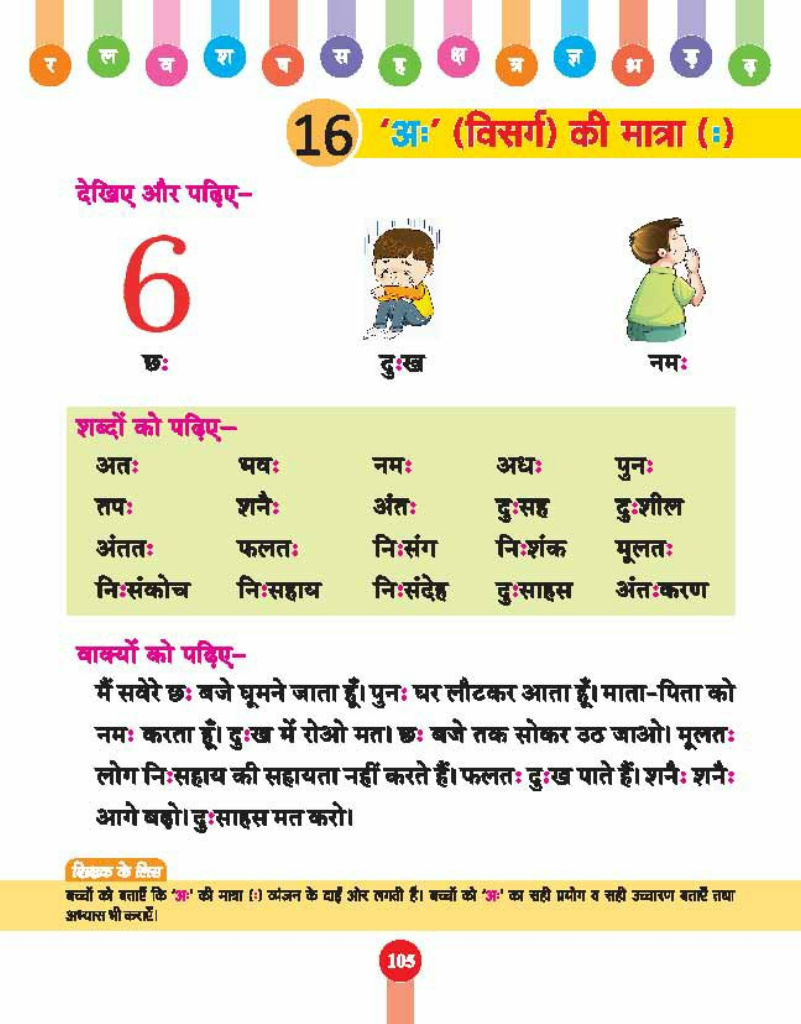 र ल व श ष स ह क्ष त्र ज्ञ श्र ड़ ढ़
16 ‘अः’ (विसर्ग) की मात्रा (ः)
देखिए और पढ़िए–
6
छः दुःख नमः
शब्दों को पढ़िए–
अतः भवः नमः अधः पुनः
तपः शनैः अंतः दुःसह दुःशील
अंततः फलतः निःसंग निःशंक मूलतः
निःसंकोच निःसहाय निःसंदेह दुःसाहस अंतःकरण
वाक्यों को पढ़िए–
मैं सवेरे छः बजे घूमने जाता हूँ। पुनः घर लौटकर आता हूँ। माता-पिता को
नमः करता हूँ। दुःख में रोओ मत। छः बजे तक सोकर उठ जाओ। मूलतः
लोग निःसहाय की सहायता नहीं करते हैं। फलतः दुःख पाते हैं। शनैः शनैः
आगे बढ़ो। दुःसाहस मत करो।
शिक्षक के लिए
बच्चों को बताएँ कि ‘अः’ की मात्रा (ः) व्यंजन के दाईं ओर लगती है। बच्चों को ‘अः’ का सही प्रयोग व सही उच्चारण बताएँ तथा
अभ्यास भी कराएँ।
105